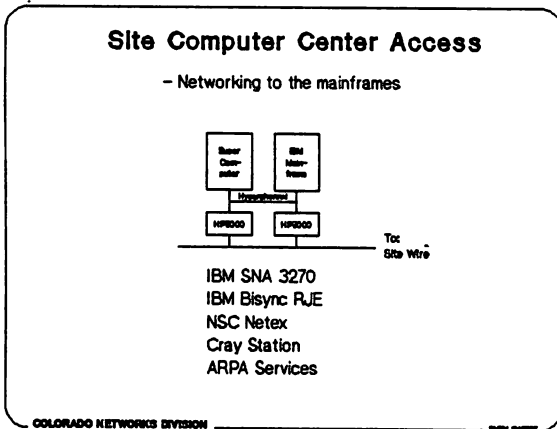 Site Computer Center Access
– Networking to the mainframes
Super
Com-
puter
IBM
Main-
frame
Hyperchannel
HP9000
HP9000
To:
Site Wire
IBM SNA 3270
IBM Bisync RJE
NSC Netex
Cray Station
ARPA Services
COLORADO NETWORKS DIVISION